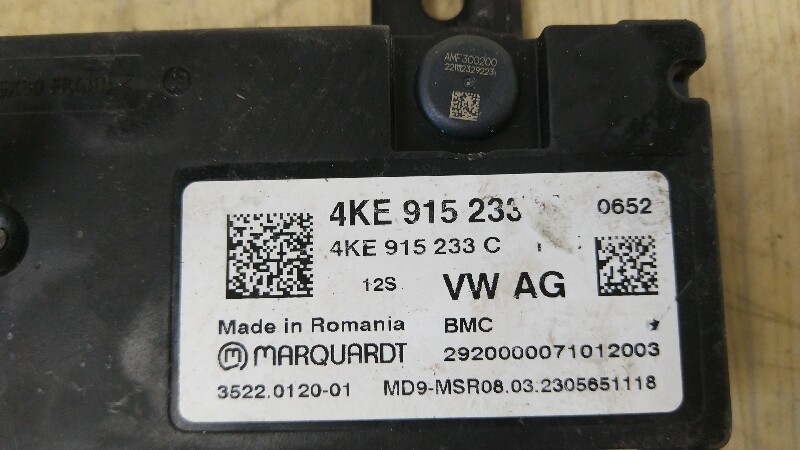 AMF300200
4KE 915 233
0652
4KE 915 233 C
12S
VW AG
Made in Romania
BMC
MARQUARDT
2920000071012003
3522.0120-01
MD9-MSR08.03.2305651118